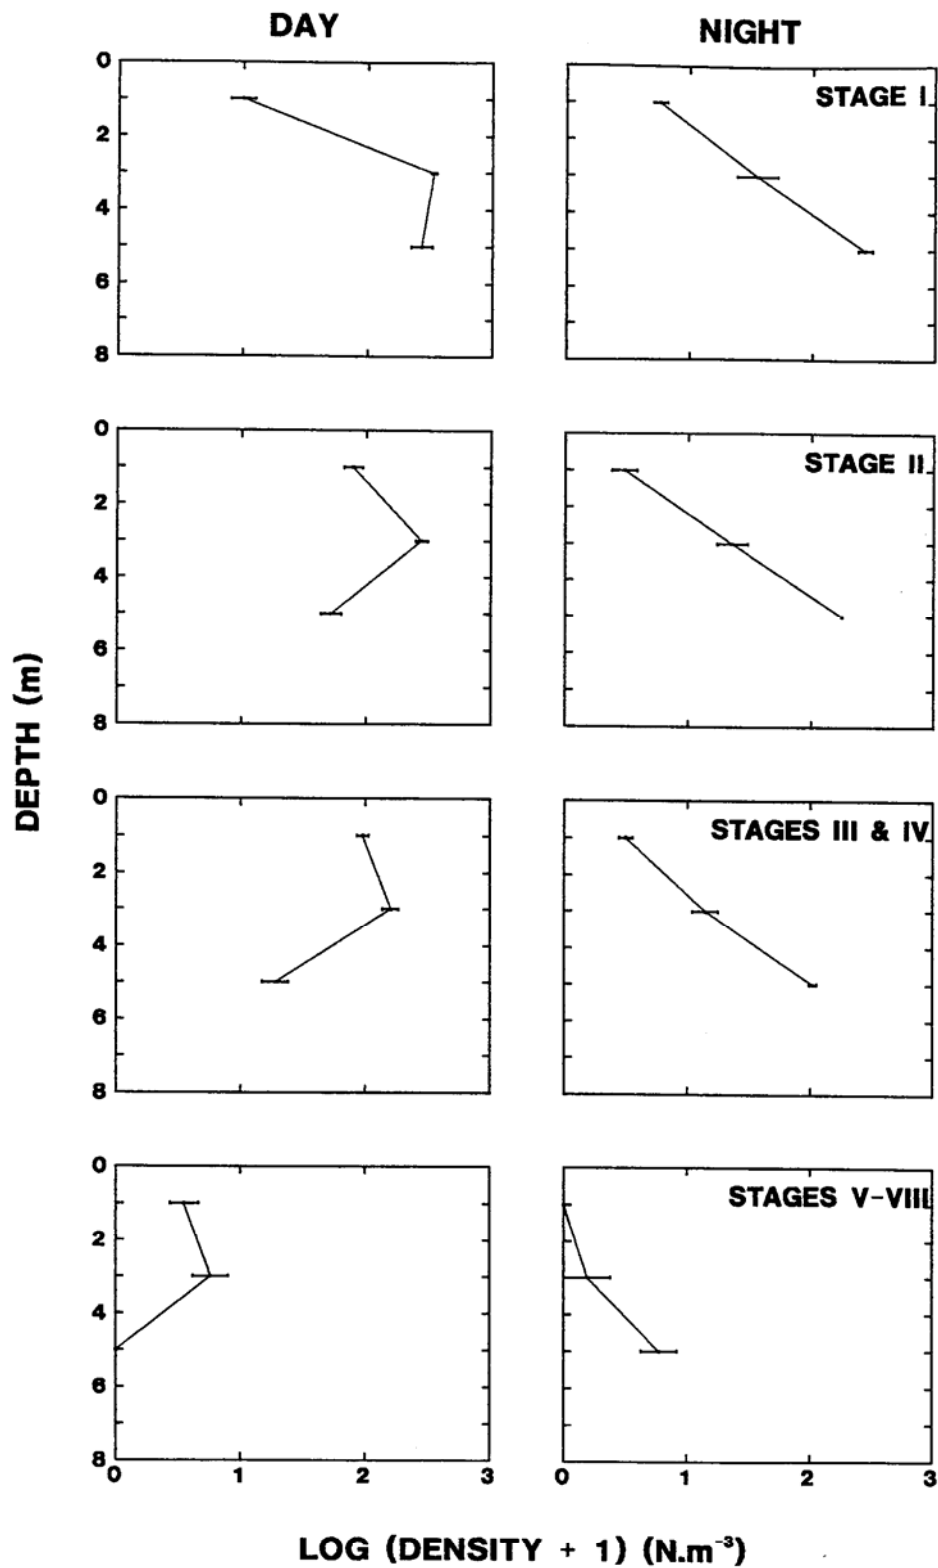 DAY
NIGHT
0
2
4
6
8
STAGE I
0
2
4
6
8
STAGE II
DEPTH (m)
0
2
4
6
8
STAGES III & IV
0
2
4
6
8
STAGES V-VIII
0 1 2 3
0 1 2 3
LOG (DENSITY + 1) (N.m⁻³)